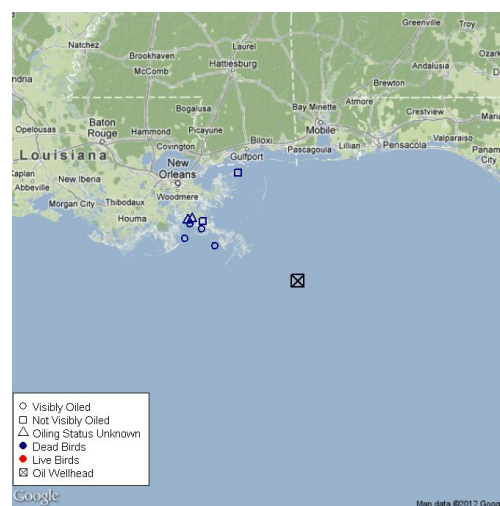 Greenville
Troy
Natchez
Laurel
Brookhaven
Andalusia
Ozark
Hattiesburg
McComb
Brewton
Bay Minette
Atmore
Crestview
Bogalusa
Opelousas
Baton Rouge
Hammond
Picayune
Mobile
Valparaiso
Covington
Biloxi
Lillian
Pensacola
Gulfport
Pascagoula
Panama City
Louisiana
New Orleans
Kaplan
New Iberia
Abbeville
Woodmere
Thibodaux
Morgan City
Houma
Visibly Oiled
Not Visibly Oiled
Oiling Status Unknown
Dead Birds
Live Birds
Oil Wellhead
Google
Map data ©2012 Goog